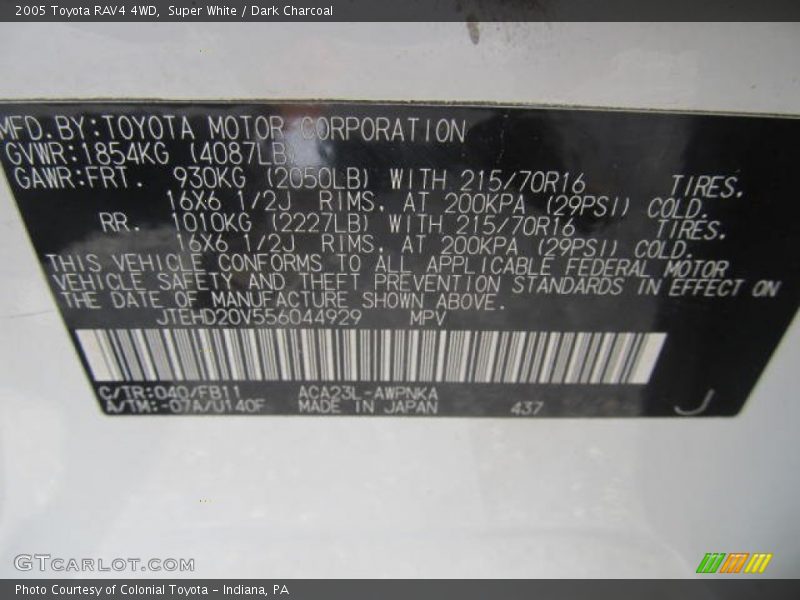 2005 Toyota RAV4 4WD,  Super White / Dark Charcoal
MFD.BY:TOYOTA MOTOR CORPORATION
GVWR:1854KG (4087LB)
GAWR:FRT. 930KG (2050LB) WITH 215/70R16 TIRES.
16X6 1/2J RIMS. AT 200KPA (29PSI) COLD.
RR. 1010KG (2227LB) WITH 215/70R16 TIRES.
16X6 1/2J RIMS. AT 200KPA (29PSI) COLD.
THIS VEHICLE CONFORMS TO ALL APPLICABLE FEDERAL MOTOR
VEHICLE SAFETY AND THEFT PREVENTION STANDARDS IN EFFECT ON
THE DATE OF MANUFACTURE SHOWN ABOVE.
JTEHD20V556044929 MPV
C/TR:040/FB11 ACA23L-AWPNKA
A/TM:-07A/U140F MADE IN JAPAN 437 J
GTCARLOT.COM
Photo Courtesy of Colonial Toyota - Indiana, PA